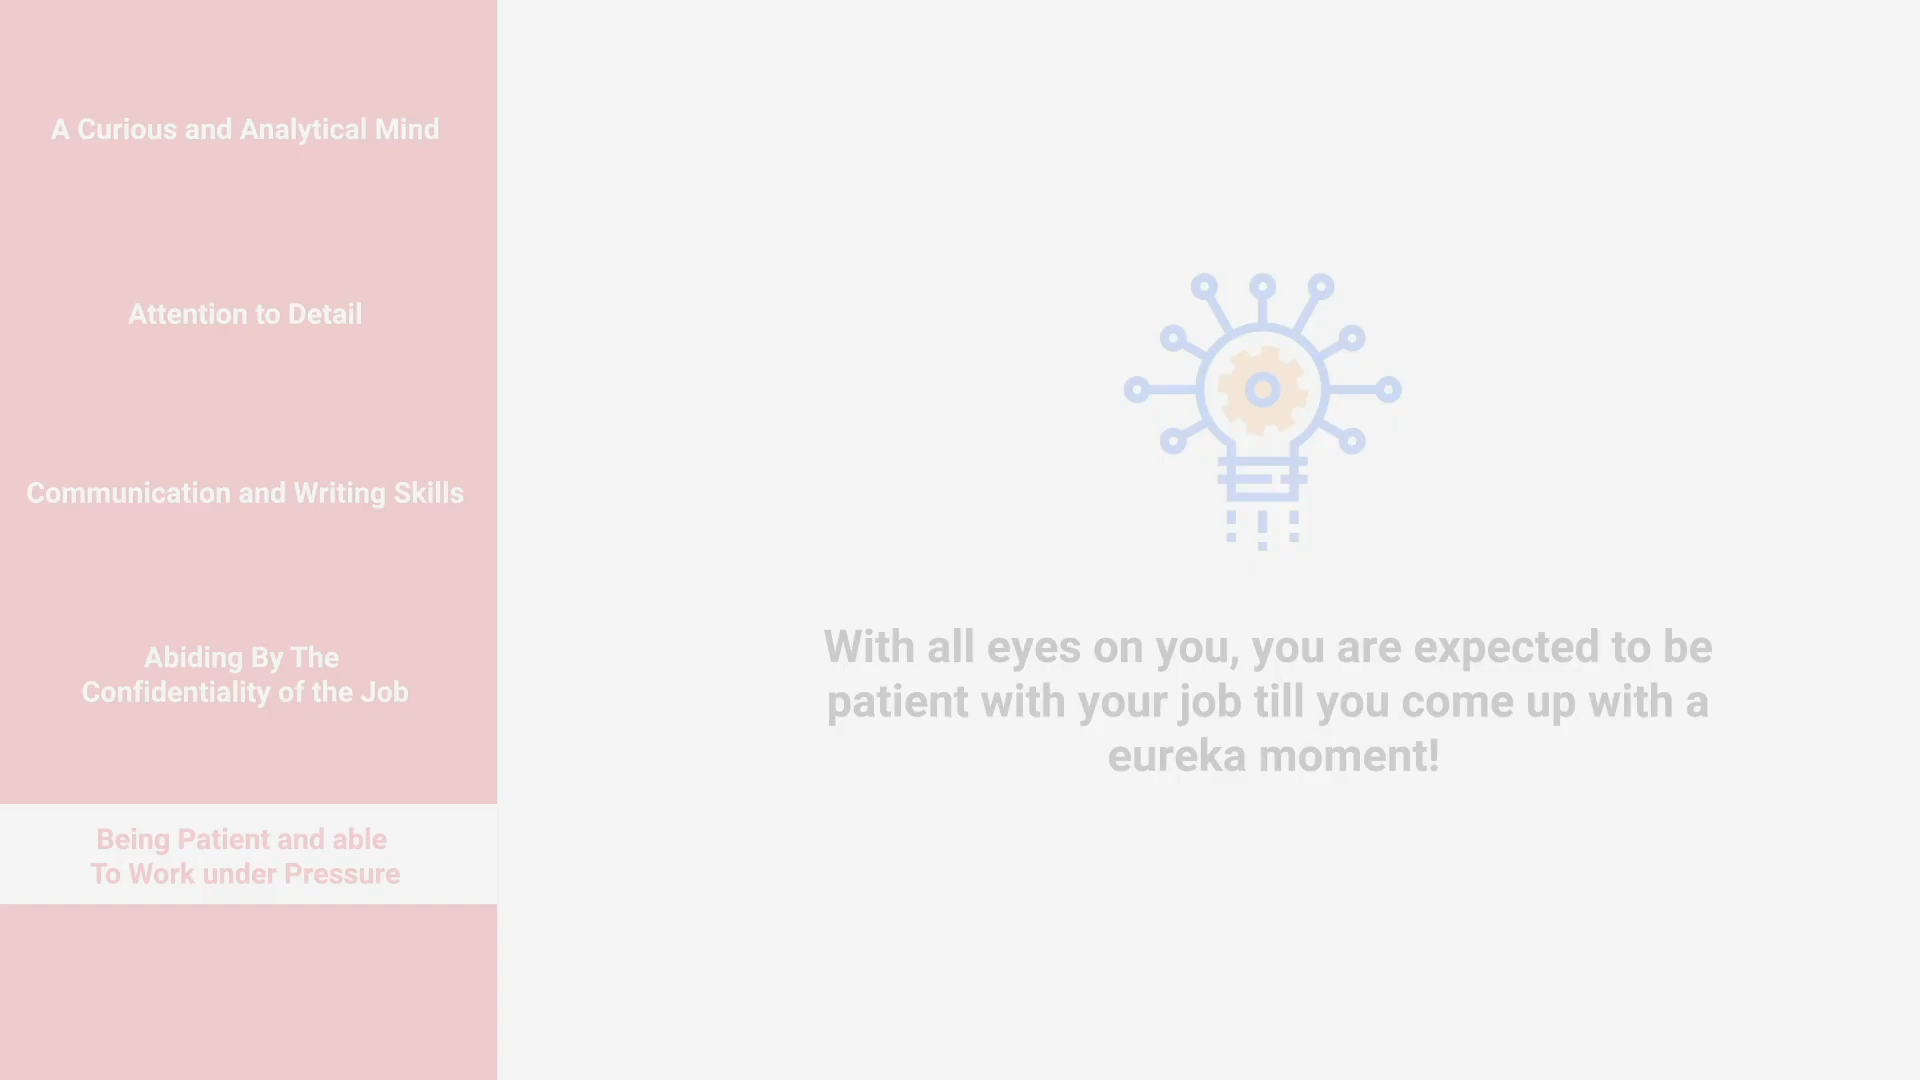 A Curious and Analytical Mind
Attention to Detail
Communication and Writing Skills
Abiding By The
Confidentiality of the Job
Being Patient and able
To Work under Pressure
With all eyes on you, you are expected to be
patient with your job till you come up with a
eureka moment!